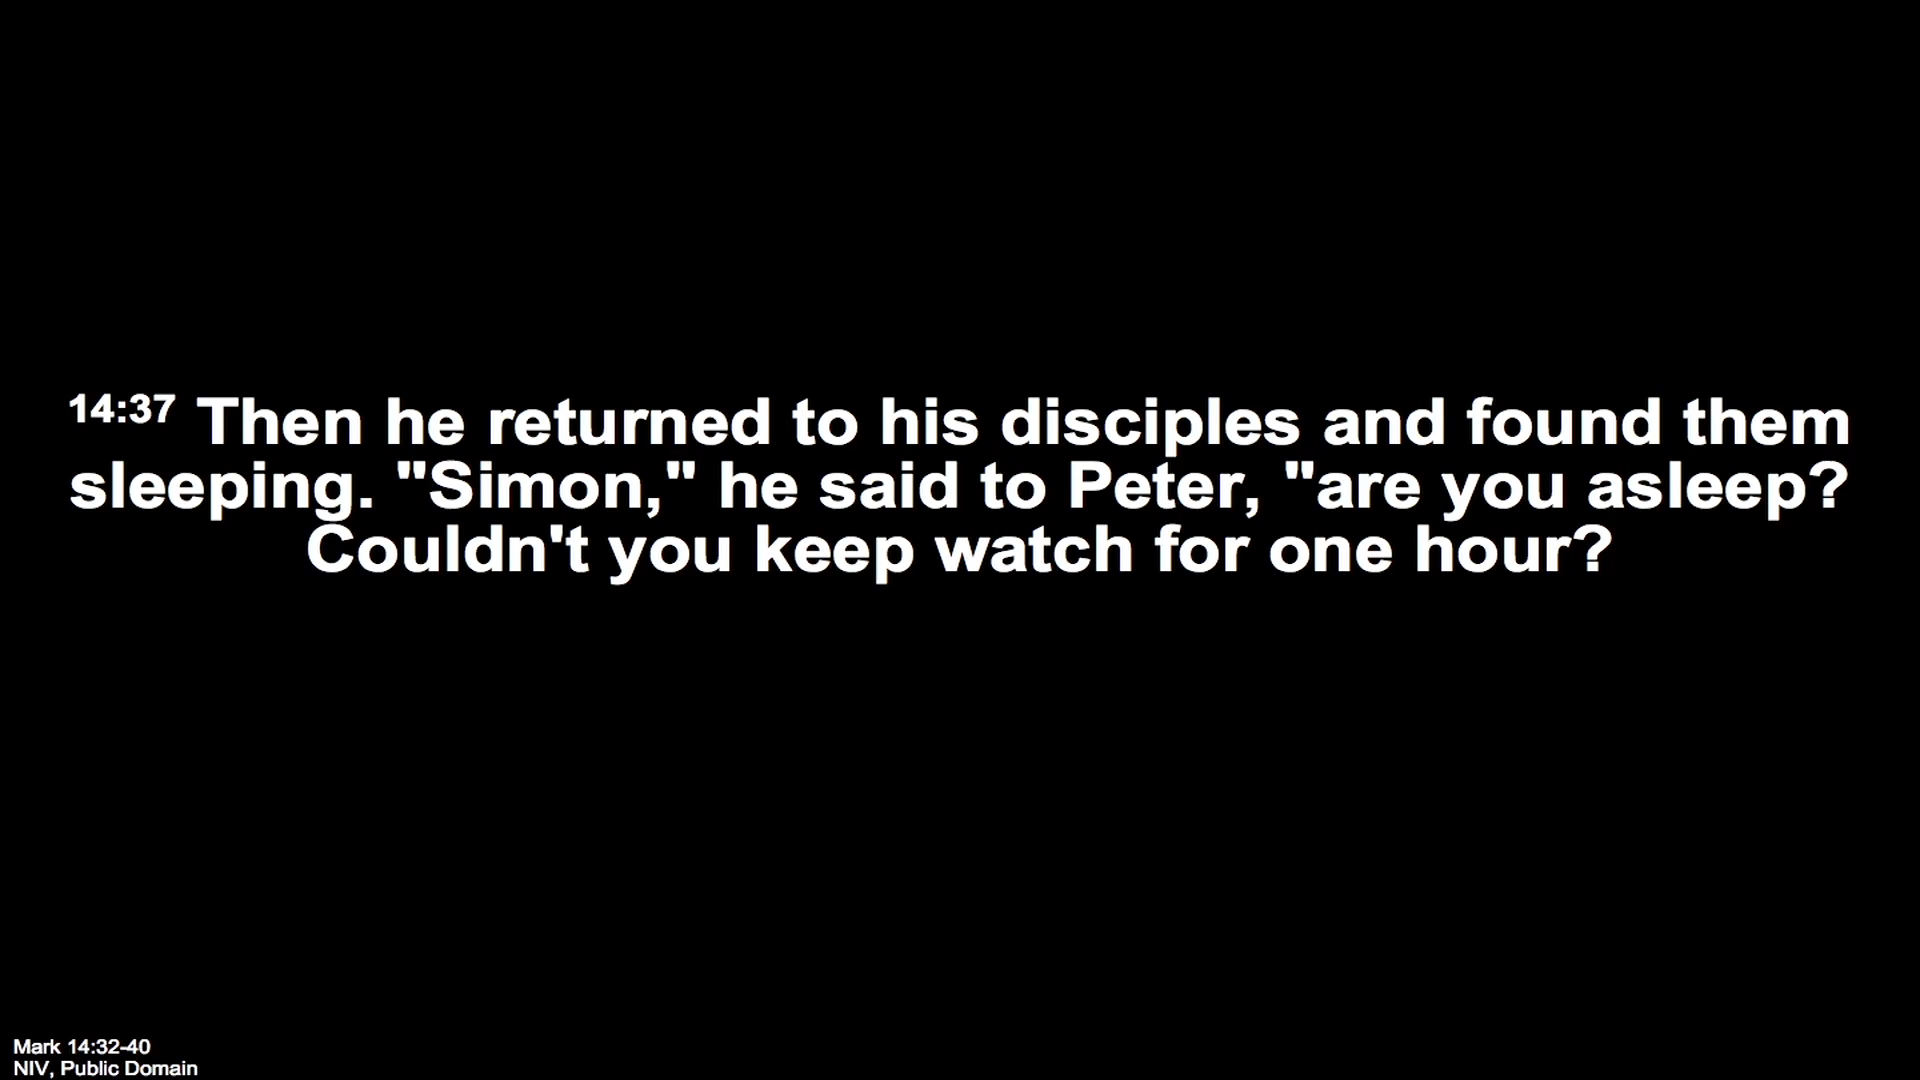 14:37 Then he returned to his disciples and found them
sleeping. "Simon," he said to Peter, "are you asleep?
Couldn't you keep watch for one hour?
Mark 14:32-40
NIV, Public Domain